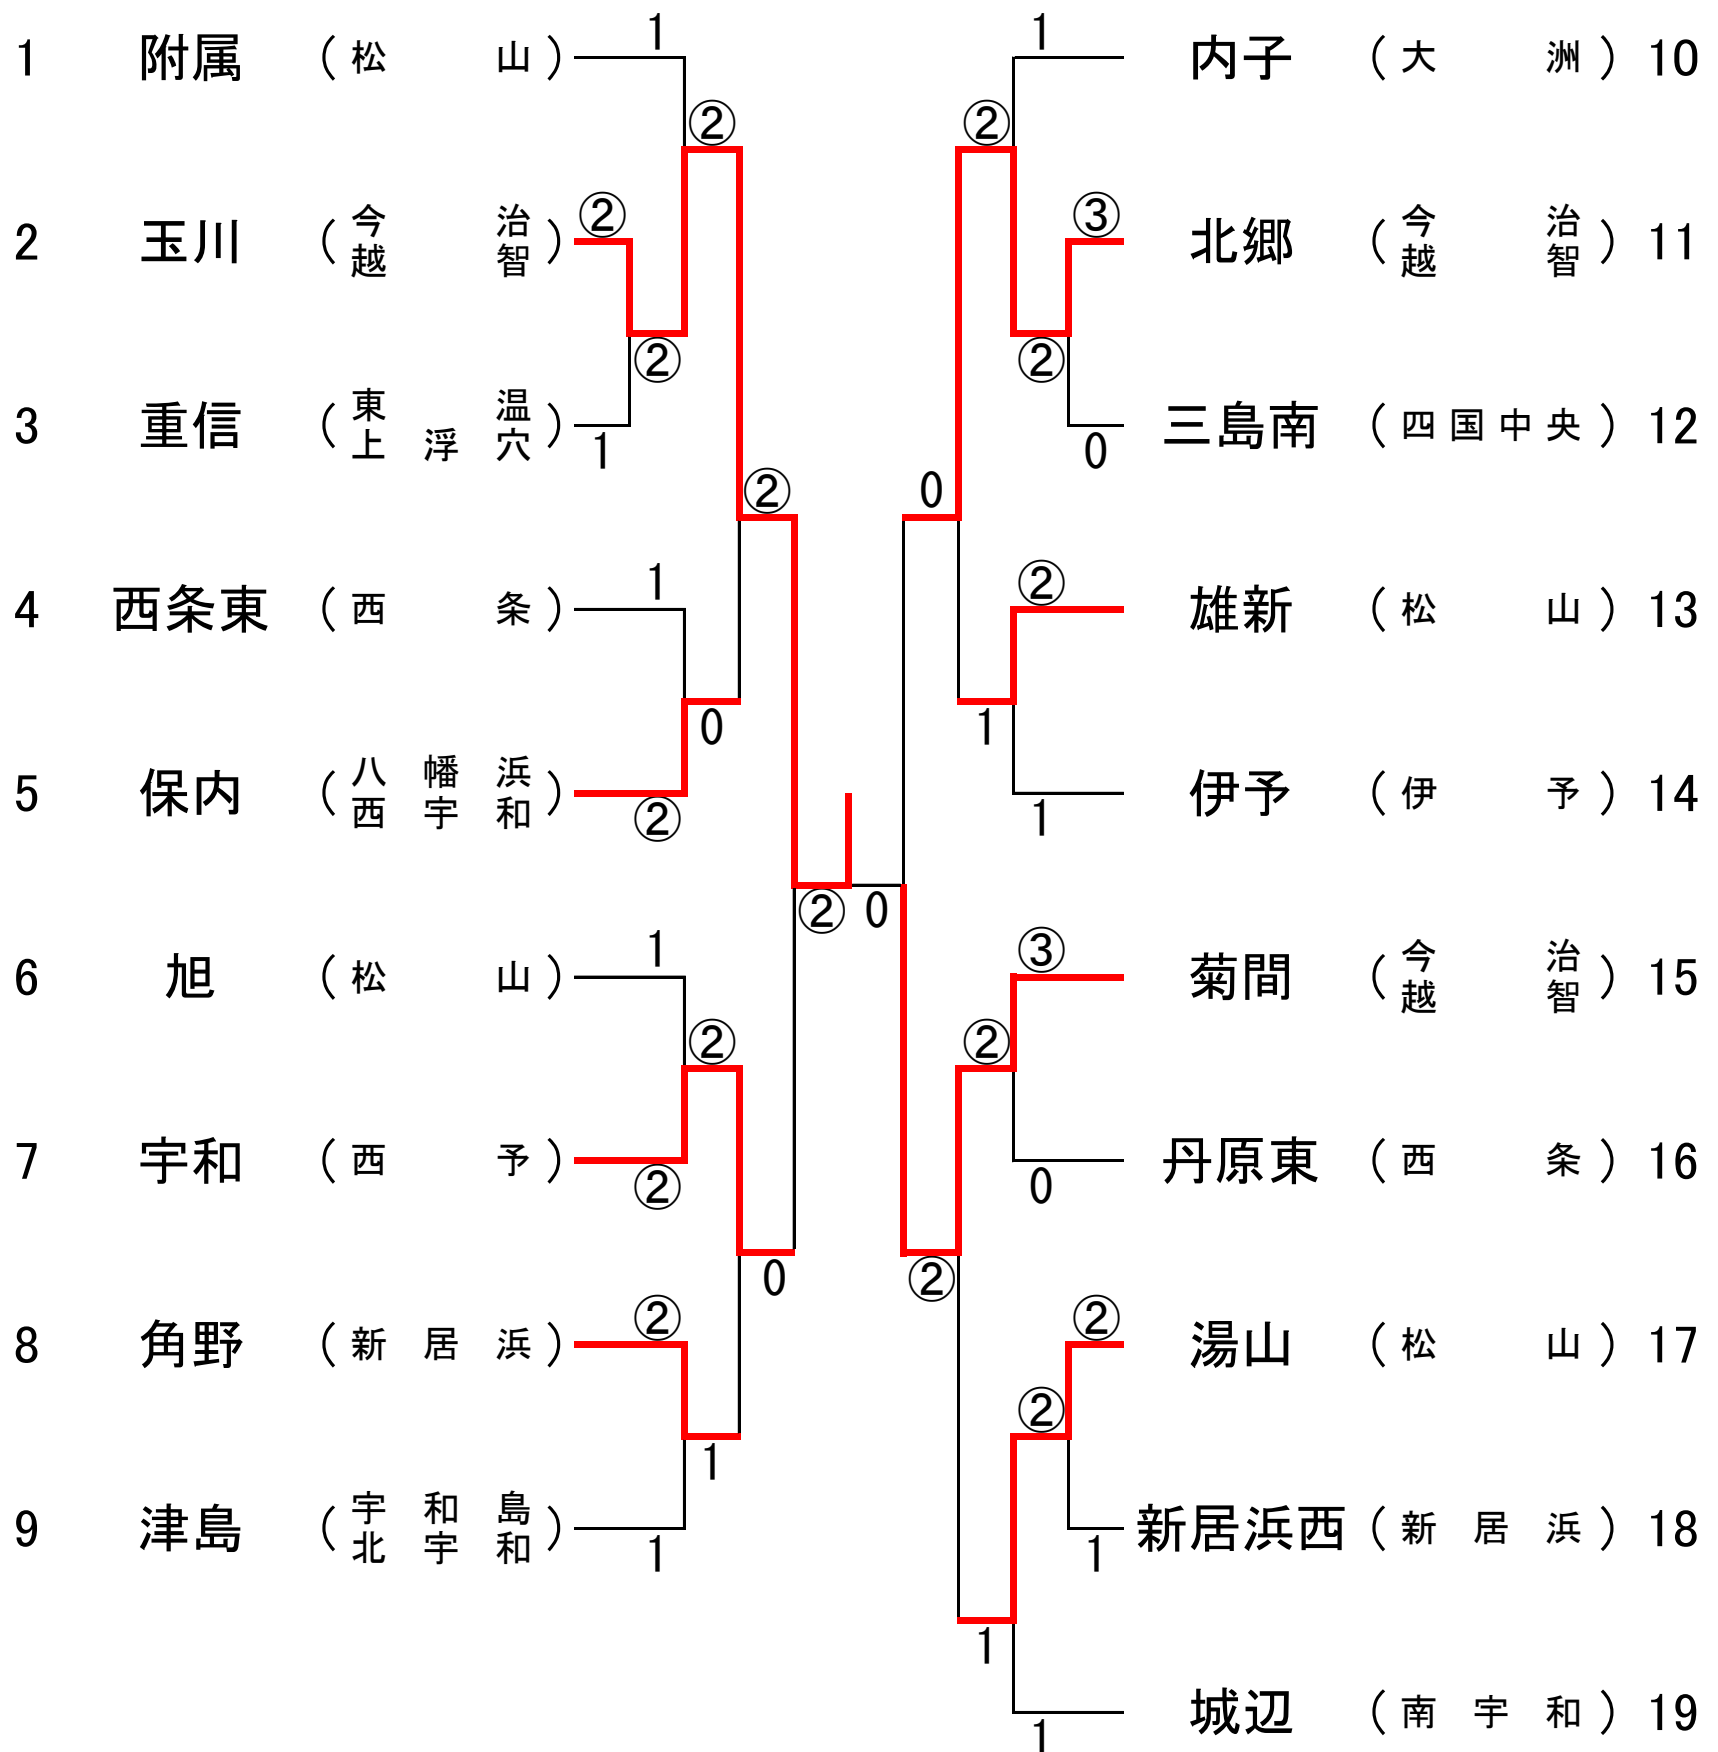 1 附属 (松山) 1
2 玉川 (今治越智) ②
②
②
3 重信 (東温上浮穴) 1
②
4 西条東 (西条) 1
0
5 保内 (八幡浜西宇和) ②
②
6 旭 (松山) 1
②
7 宇和 (西予) ②
0
8 角野 (新居浜) ②
1
9 津島 (宇和島北宇和) 1
1 内子 (大洲) 10
②
③ 北郷 (今治越智) 11
②
0 三島南 (四国中央) 12
0
② 雄新 (松山) 13
1
1 伊予 (伊予) 14
0
③ 菊間 (今治越智) 15
②
0 丹原東 (西条) 16
②
② 湯山 (松山) 17
②
1 新居浜西 (新居浜) 18
1
1 城辺 (南宇和) 19